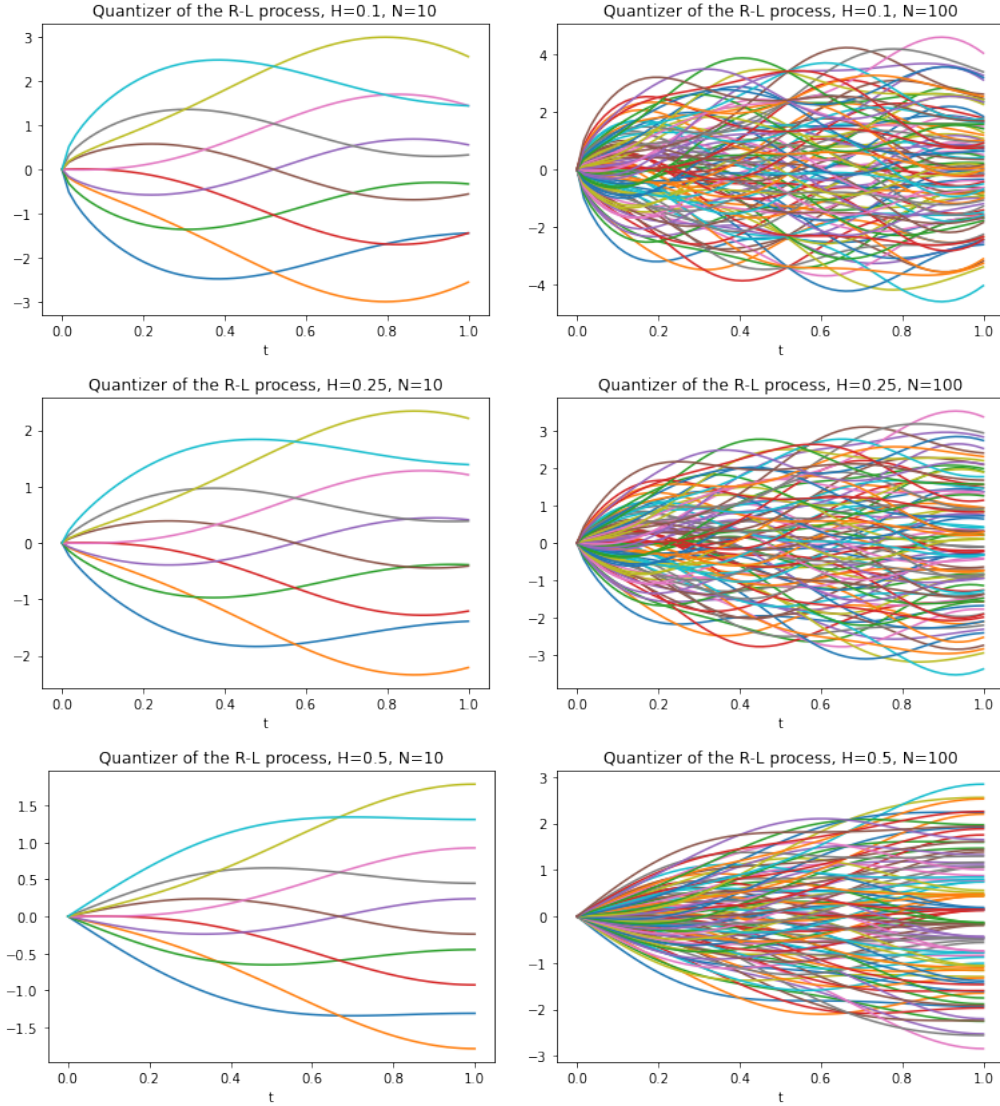 Quantizer of the R-L process, H=0.1, N=10
3
2
1
0
−1
−2
−3
0.0 0.2 0.4 0.6 0.8 1.0
t
Quantizer of the R-L process, H=0.1, N=100
4
2
0
−2
−4
0.0 0.2 0.4 0.6 0.8 1.0
t
Quantizer of the R-L process, H=0.25, N=10
2
1
0
−1
−2
0.0 0.2 0.4 0.6 0.8 1.0
t
Quantizer of the R-L process, H=0.25, N=100
3
2
1
0
−1
−2
−3
0.0 0.2 0.4 0.6 0.8 1.0
t
Quantizer of the R-L process, H=0.5, N=10
1.5
1.0
0.5
0.0
−0.5
−1.0
−1.5
0.0 0.2 0.4 0.6 0.8 1.0
t
Quantizer of the R-L process, H=0.5, N=100
3
2
1
0
−1
−2
−3
0.0 0.2 0.4 0.6 0.8 1.0
t